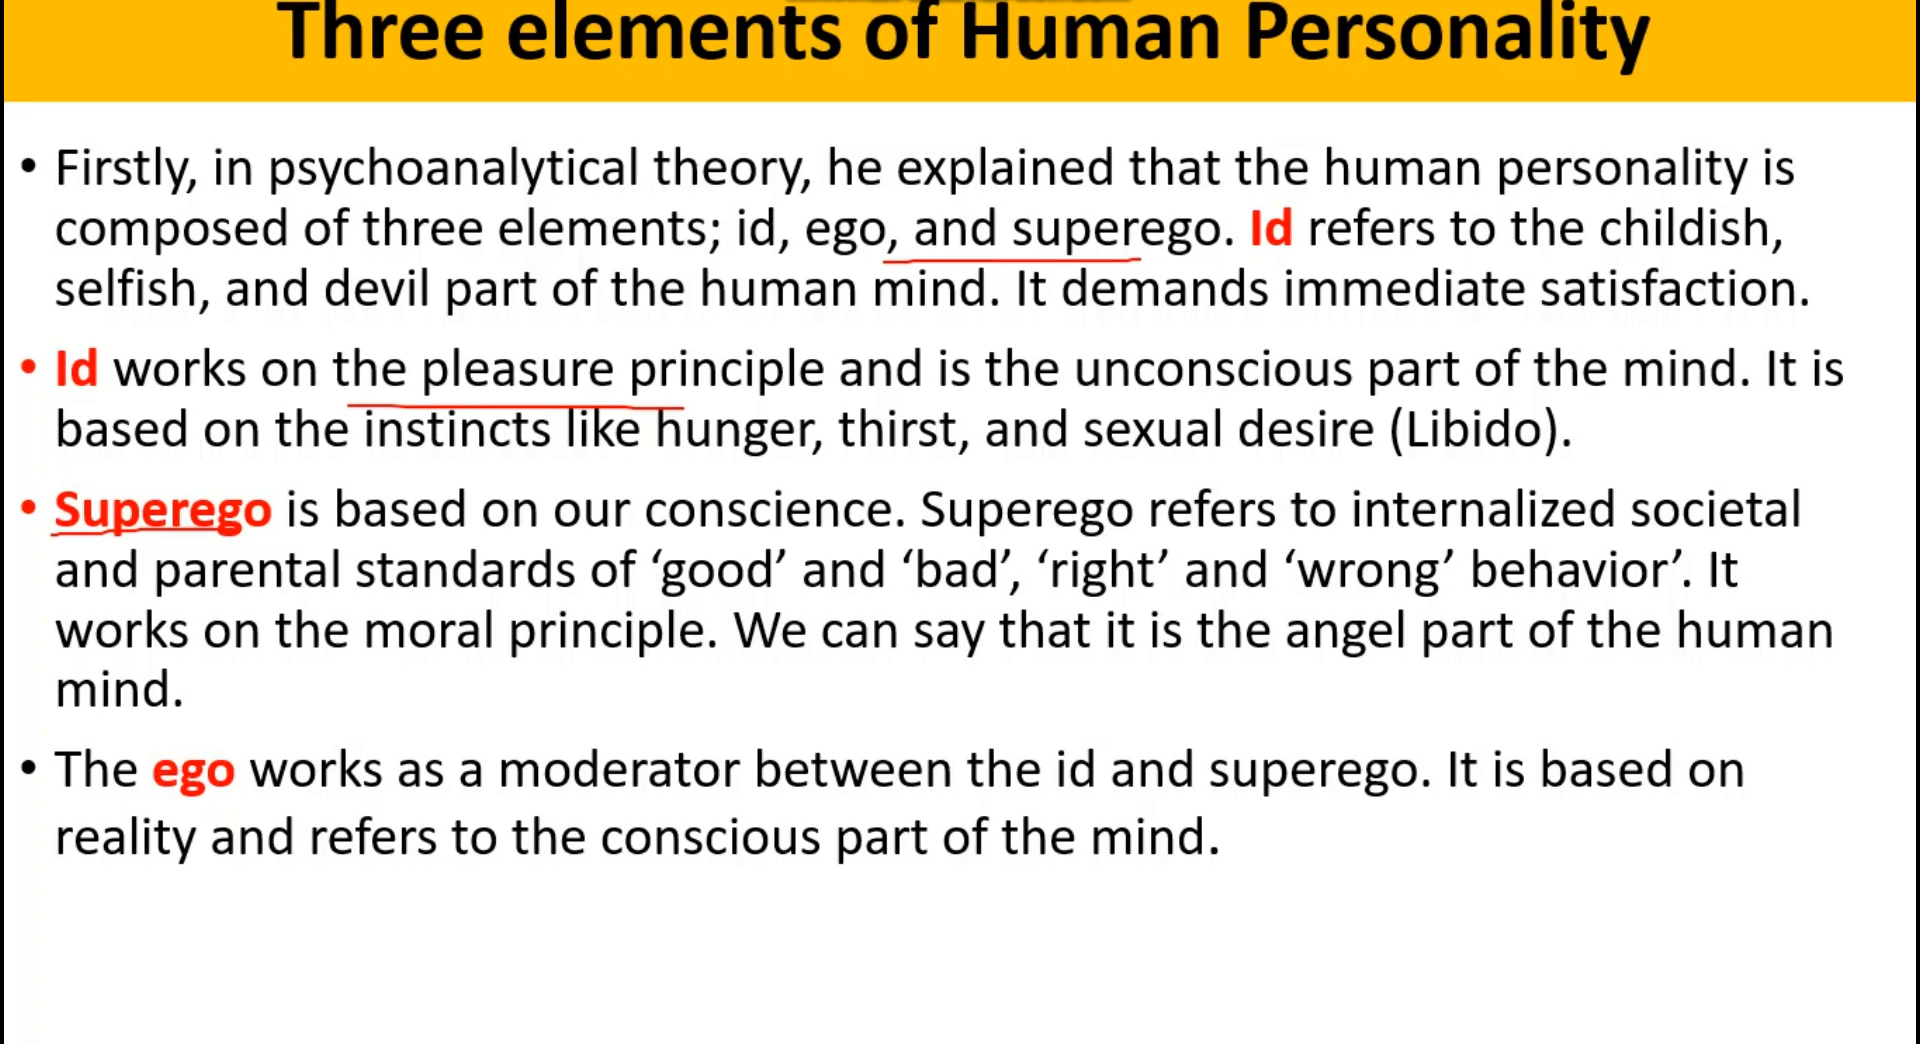 Three elements of Human Personality
• Firstly, in psychoanalytical theory, he explained that the human personality is
composed of three elements; id, ego, and superego. Id refers to the childish,
selfish, and devil part of the human mind. It demands immediate satisfaction.
• Id works on the pleasure principle and is the unconscious part of the mind. It is
based on the instincts like hunger, thirst, and sexual desire (Libido).
• Superego is based on our conscience. Superego refers to internalized societal
and parental standards of ‘good’ and ‘bad’, ‘right’ and ‘wrong’ behavior’. It
works on the moral principle. We can say that it is the angel part of the human
mind.
• The ego works as a moderator between the id and superego. It is based on
reality and refers to the conscious part of the mind.